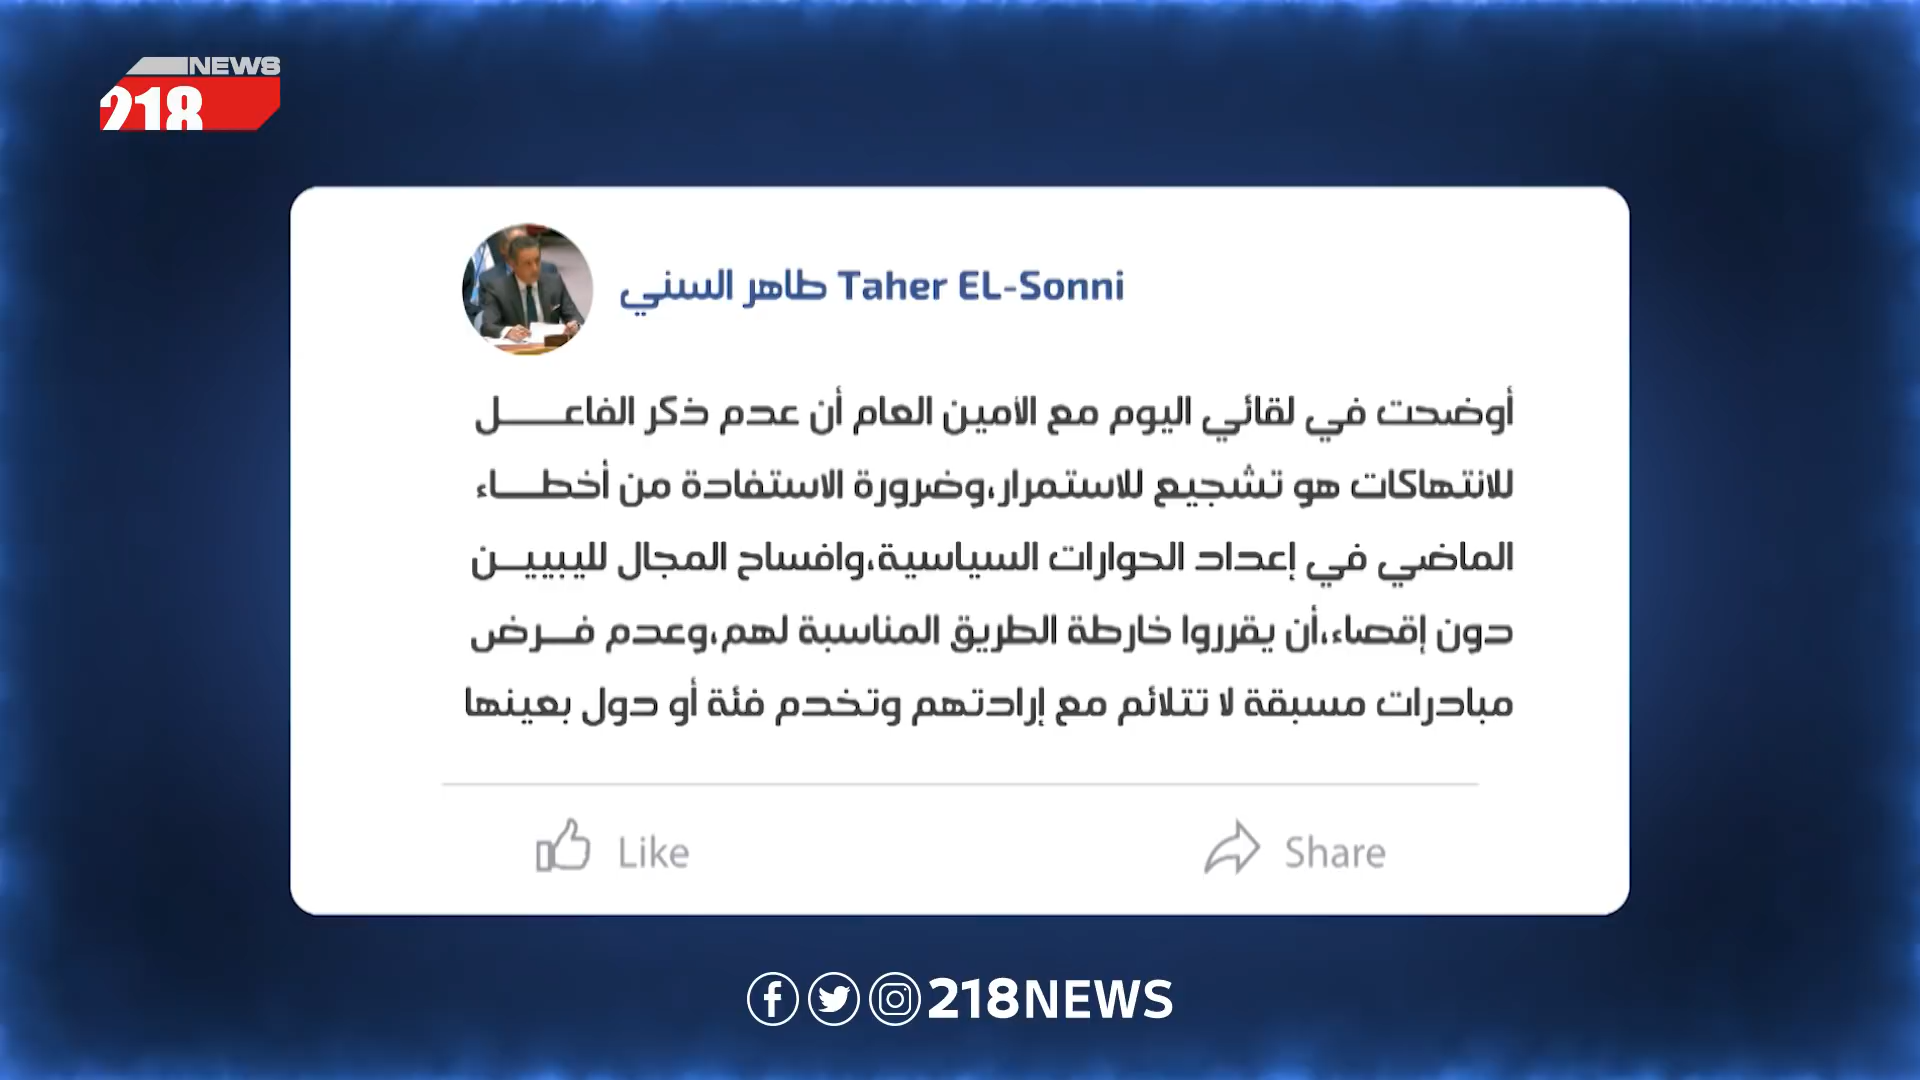 NEWS
218
طاهر السني Taher EL-Sonni
أوضحت في لقائي اليوم مع الأمين العام أن عدم ذكر الفاعـــــل
للانتهاكات هو تشجيع للاستمرار،وضرورة الاستفادة من أخطـــاء
الماضي في إعداد الحوارات السياسية،وافساح المجال لليبييــن
دون إقصاء،أن يقرروا خارطة الطريق المناسبة لهم،وعدم فــرض
مبادرات مسبقة لا تتلائم مع إرادتهم وتخدم فئة أو دول بعينها
Like
Share
218NEWS